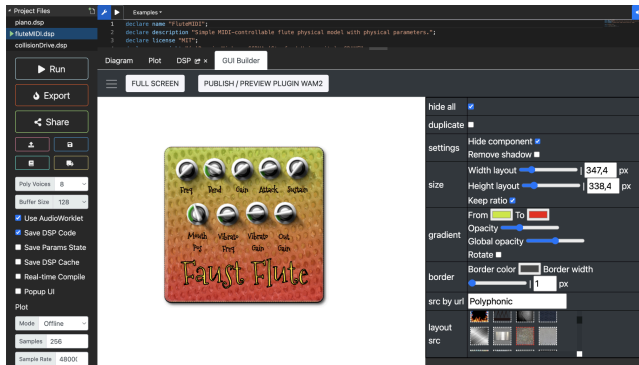 Project Files
piano.dsp
fluteMIDI.dsp
collisionDrive.dsp
Run
Export
Share
Poly Voices 8
Buffer Size 128
Use AudioWorklet
Save DSP Code
Save Params State
Save DSP Cache
Real-time Compile
Popup UI
Plot
Mode Offline
Samples 256
Sample Rate 4800(
Examples
1 declare name "FluteMIDI";
2 declare description "Simple MIDI-controllable flute physical model with physical parameters.";
3 declare license "MIT";
Diagram Plot DSP × GUI Builder
FULL SCREEN PUBLISH / PREVIEW PLUGIN WAM2
Freq Bend Gain Attack Sustain
Mouth Vibrato Vibrato Out
Pos Freq Gain Gain
Faust Flute
hide all
duplicate
settings
Hide component
Remove shadow
size
Width layout 347,4 px
Height layout 338,4 px
Keep ratio
gradient
From To
Opacity
Global opacity
Rotate
border
Border color Border width
1 px
src by url Polyphonic
layout
src